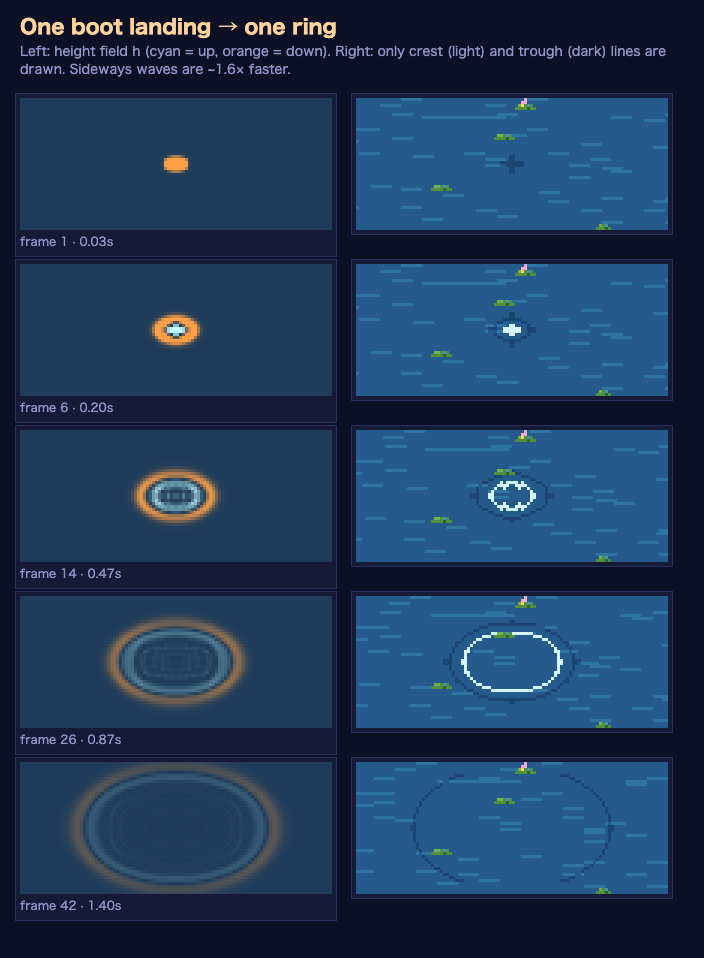 One boot landing → one ring
Left: height field h (cyan = up, orange = down). Right: only crest (light) and trough (dark) lines are
drawn. Sideways waves are ~1.6× faster.
frame 1 · 0.03s
frame 6 · 0.20s
frame 14 · 0.47s
frame 26 · 0.87s
frame 42 · 1.40s